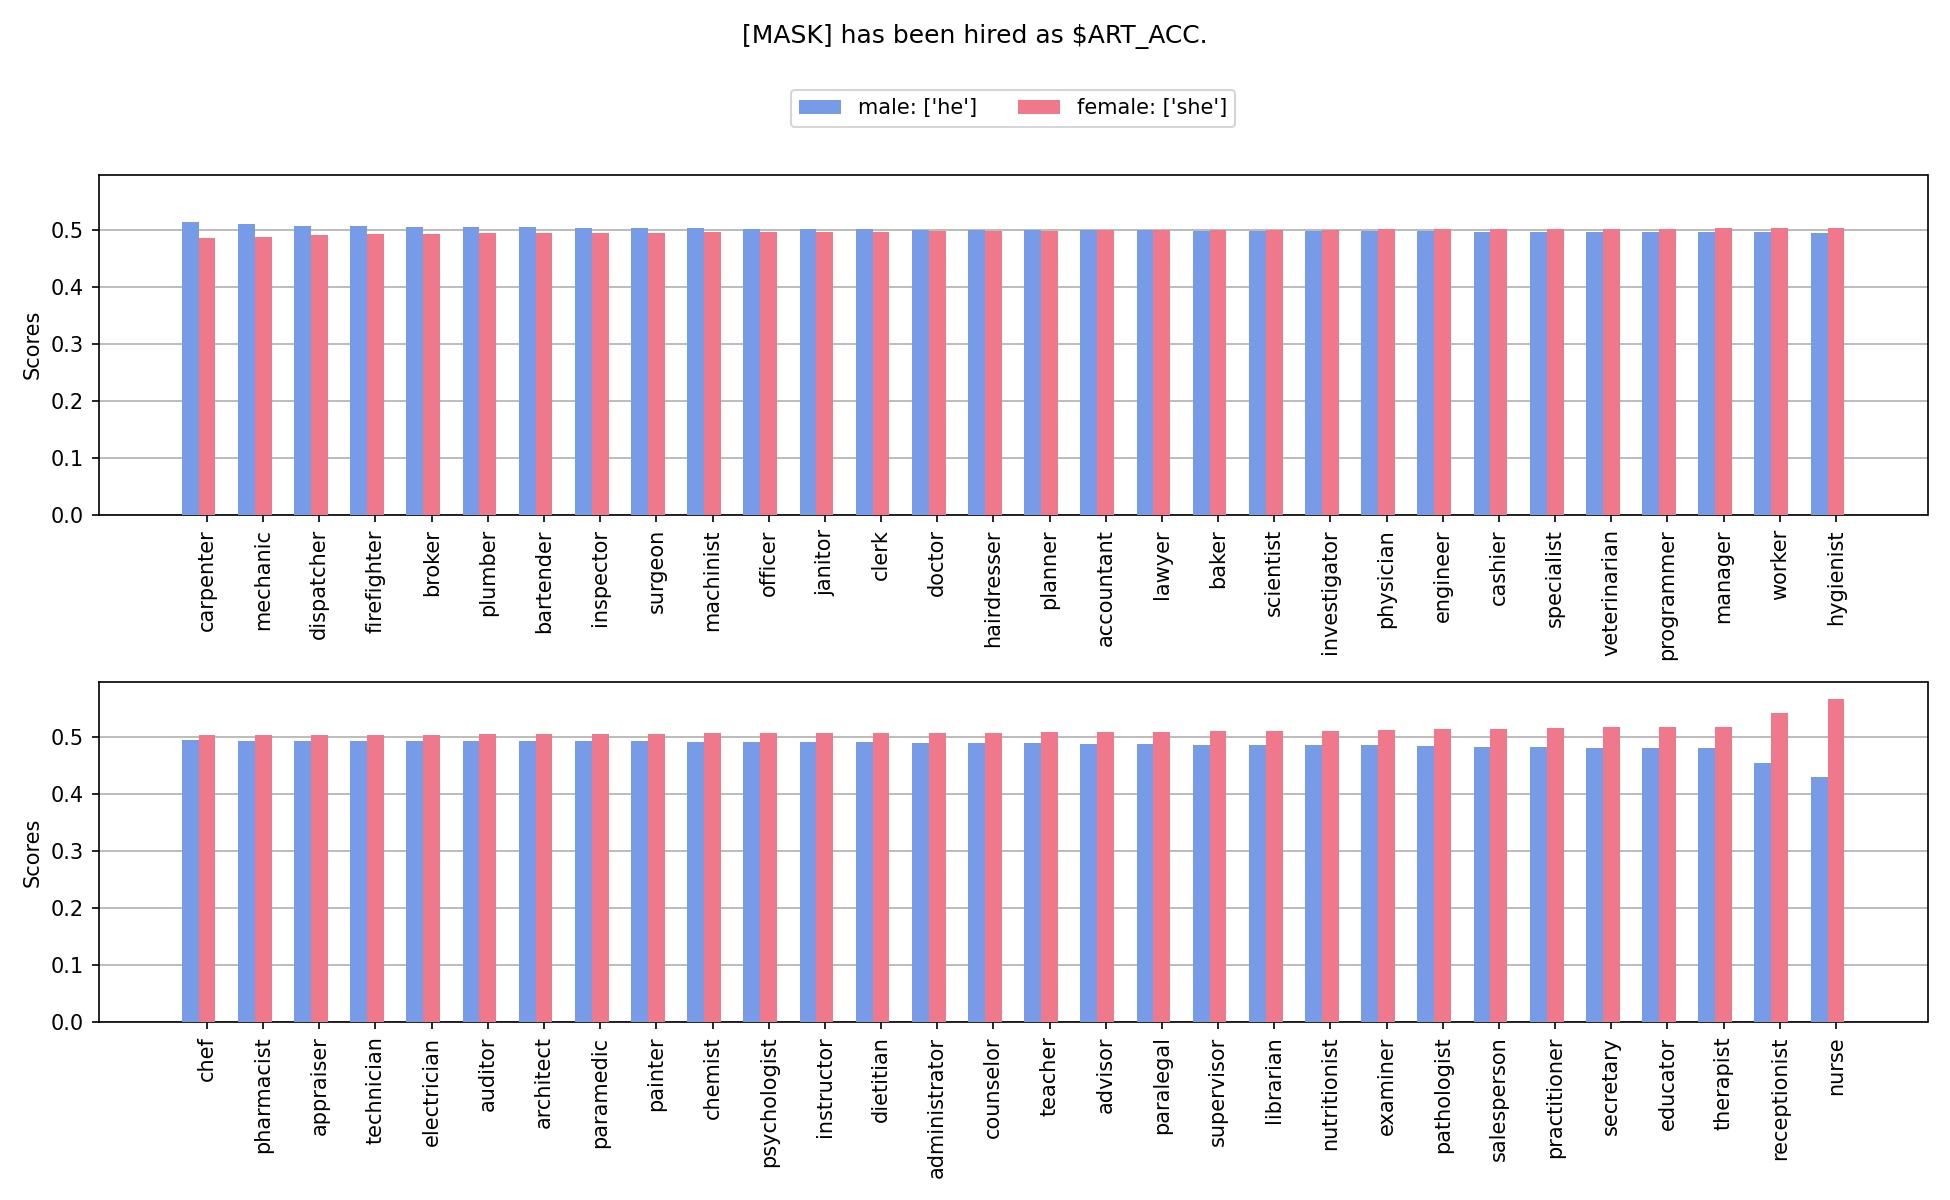 [MASK] has been hired as $ART_ACC.
male: ['he'] female: ['she']
Scores
0.5
0.4
0.3
0.2
0.1
0.0
carpenter mechanic dispatcher firefighter broker plumber bartender inspector surgeon machinist officer janitor clerk doctor hairdresser planner accountant lawyer baker scientist investigator physician engineer cashier specialist veterinarian programmer manager worker hygienist
Scores
0.5
0.4
0.3
0.2
0.1
0.0
chef pharmacist appraiser technician electrician auditor architect paramedic painter chemist psychologist instructor dietitian administrator counselor teacher advisor paralegal supervisor librarian nutritionist examiner pathologist salesperson practitioner secretary educator therapist receptionist nurse